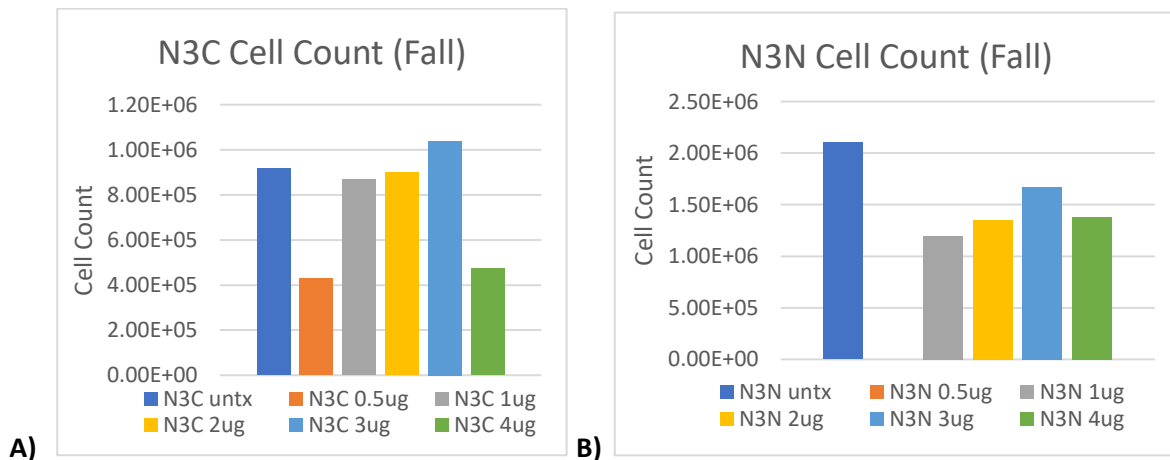 N3C Cell Count (Fall)
1.20E+06
1.00E+06
8.00E+05
6.00E+05
4.00E+05
2.00E+05
0.00E+00
Cell Count
N3C untx N3C 0.5ug N3C 1ug
N3C 2ug N3C 3ug N3C 4ug
A)
N3N Cell Count (Fall)
2.50E+06
2.00E+06
1.50E+06
1.00E+06
5.00E+05
0.00E+00
Cell Count
N3N untx N3N 0.5ug N3N 1ug
N3N 2ug N3N 3ug N3N 4ug
B)